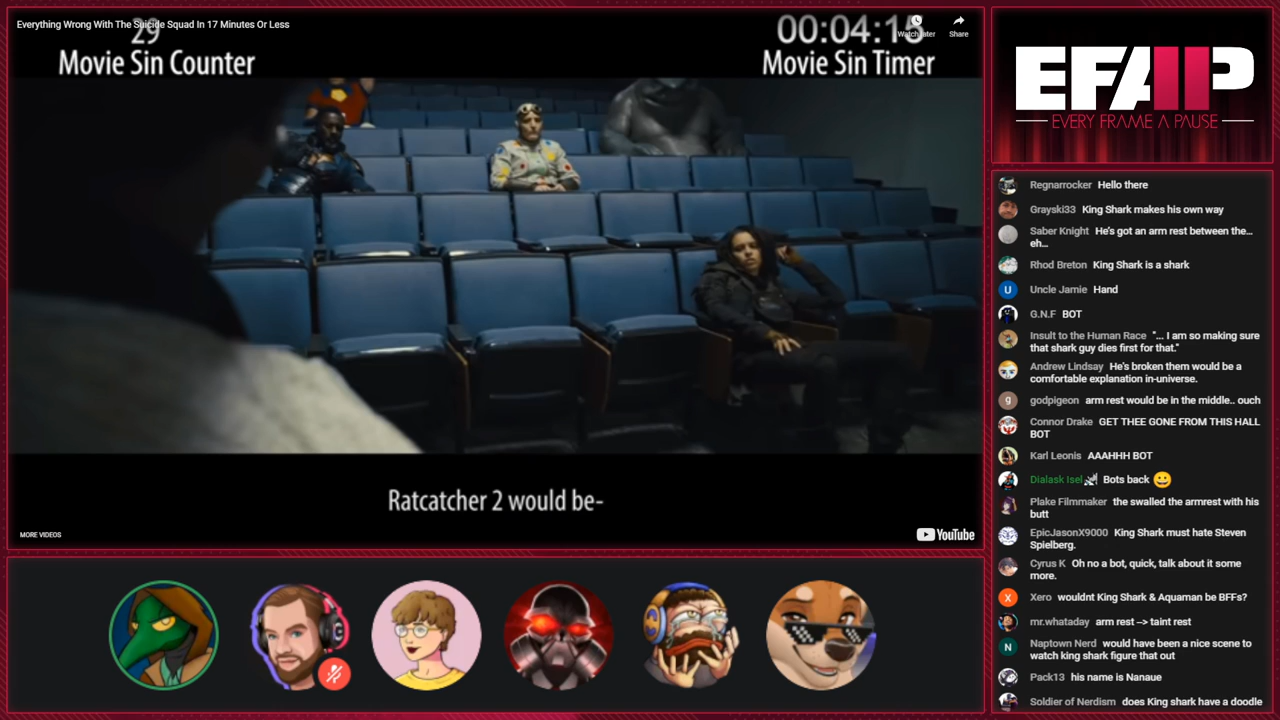 Everything Wrong With The Suicide Squad In 17 Minutes Or Less
29
Movie Sin Counter
00:04:15
Movie Sin Timer
Watch later
Share
Ratcatcher 2 would be-
MORE VIDEOS
YouTube
EFAP
EVERY FRAME A PAUSE
Regnarrocker Hello there
Grayski33 King Shark makes his own way
Saber Knight He's got an arm rest between the...
eh...
Rhod Breton King Shark is a shark
U
Uncle Jamie Hand
G.N.F BOT
Insult to the Human Race "... I am so making sure
that shark guy dies first for that."
Andrew Lindsay He's broken them would be a
comfortable explanation in-universe.
g
godpigeon arm rest would be in the middle.. ouch
Connor Drake GET THEE GONE FROM THIS HALL
BOT
Karl Leonis AAAHHH BOT
Dialask Isel Bots back 😀
Plake Filmmaker the swalled the armrest with his
butt
EpicJasonX9000 King Shark must hate Steven
Spielberg.
Cyrus K Oh no a bot, quick, talk about it some
more.
X
Xero wouldnt King Shark & Aquaman be BFFs?
mr.whataday arm rest --> taint rest
N
Naptown Nerd would have been a nice scene to
watch king shark figure that out
Pack13 his name is Nanaue
Soldier of Nerdism does King shark have a doodle